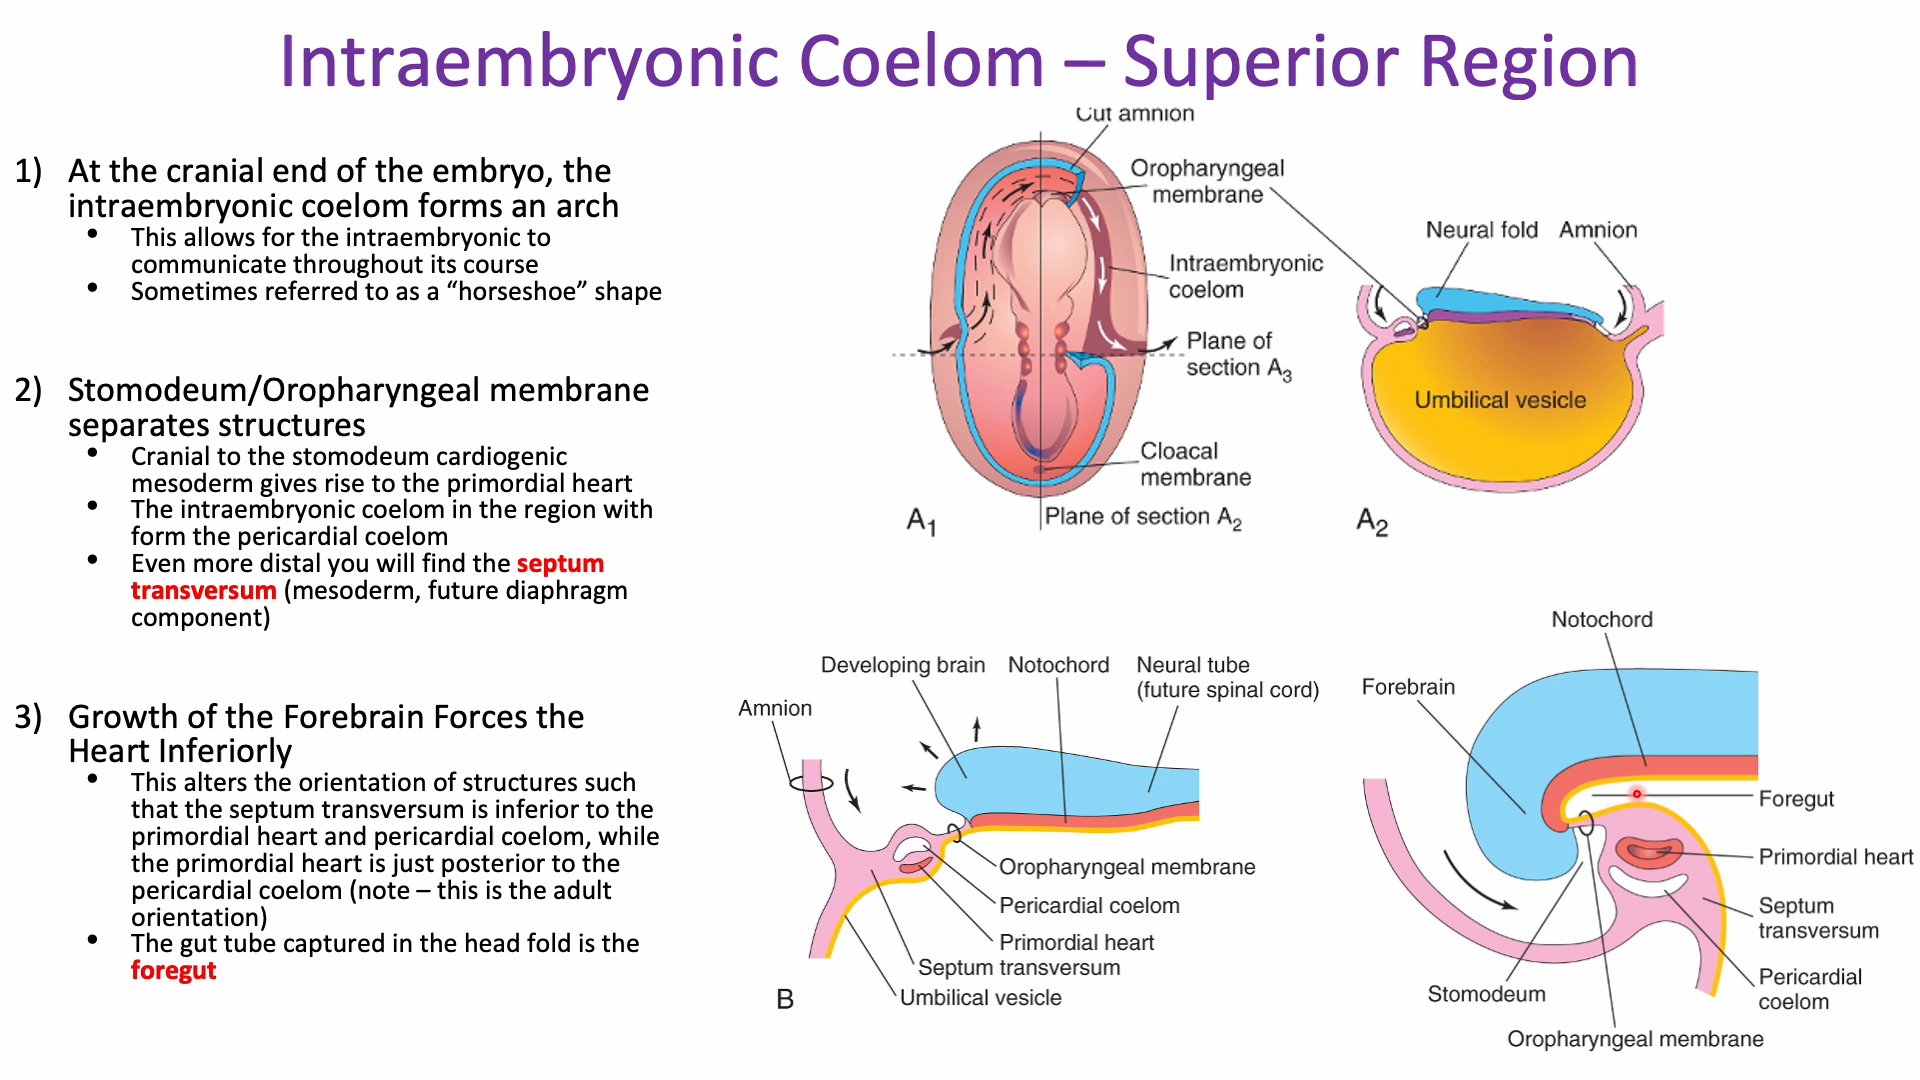 Intraembryonic Coelom – Superior Region
1) At the cranial end of the embryo, the
intraembryonic coelom forms an arch
• This allows for the intraembryonic to
communicate throughout its course
• Sometimes referred to as a “horseshoe” shape
2) Stomodeum/Oropharyngeal membrane
separates structures
• Cranial to the stomodeum cardiogenic
mesoderm gives rise to the primordial heart
• The intraembryonic coelom in the region with
form the pericardial coelom
• Even more distal you will find the septum
transversum (mesoderm, future diaphragm
component)
3) Growth of the Forebrain Forces the
Heart Inferiorly
• This alters the orientation of structures such
that the septum transversum is inferior to the
primordial heart and pericardial coelom, while
the primordial heart is just posterior to the
pericardial coelom (note – this is the adult
orientation)
• The gut tube captured in the head fold is the
foregut
Cut amnion
Oropharyngeal
membrane
Intraembryonic
coelom
Plane of
section A3
Cloacal
membrane
Plane of section A2
A1
Neural fold
Amnion
Umbilical vesicle
A2
Developing brain
Notochord
Neural tube
(future spinal cord)
Amnion
Oropharyngeal membrane
Pericardial coelom
Primordial heart
Septum transversum
Umbilical vesicle
B
Notochord
Forebrain
Foregut
Primordial heart
Septum
transversum
Pericardial
coelom
Stomodeum
Oropharyngeal membrane